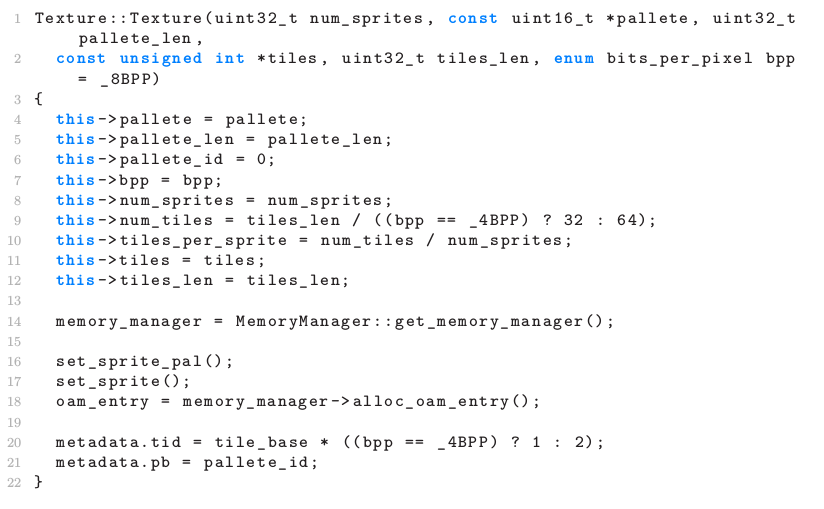 1 Texture::Texture(uint32_t num_sprites, const uint16_t *pallete, uint32_t
pallete_len,
2 const unsigned int *tiles, uint32_t tiles_len, enum bits_per_pixel bpp
= _8BPP)
3 {
4 this->pallete = pallete;
5 this->pallete_len = pallete_len;
6 this->pallete_id = 0;
7 this->bpp = bpp;
8 this->num_sprites = num_sprites;
9 this->num_tiles = tiles_len / ((bpp == _4BPP) ? 32 : 64);
10 this->tiles_per_sprite = num_tiles / num_sprites;
11 this->tiles = tiles;
12 this->tiles_len = tiles_len;
13
14 memory_manager = MemoryManager::get_memory_manager();
15
16 set_sprite_pal();
17 set_sprite();
18 oam_entry = memory_manager->alloc_oam_entry();
19
20 metadata.tid = tile_base * ((bpp == _4BPP) ? 1 : 2);
21 metadata.pb = pallete_id;
22 }